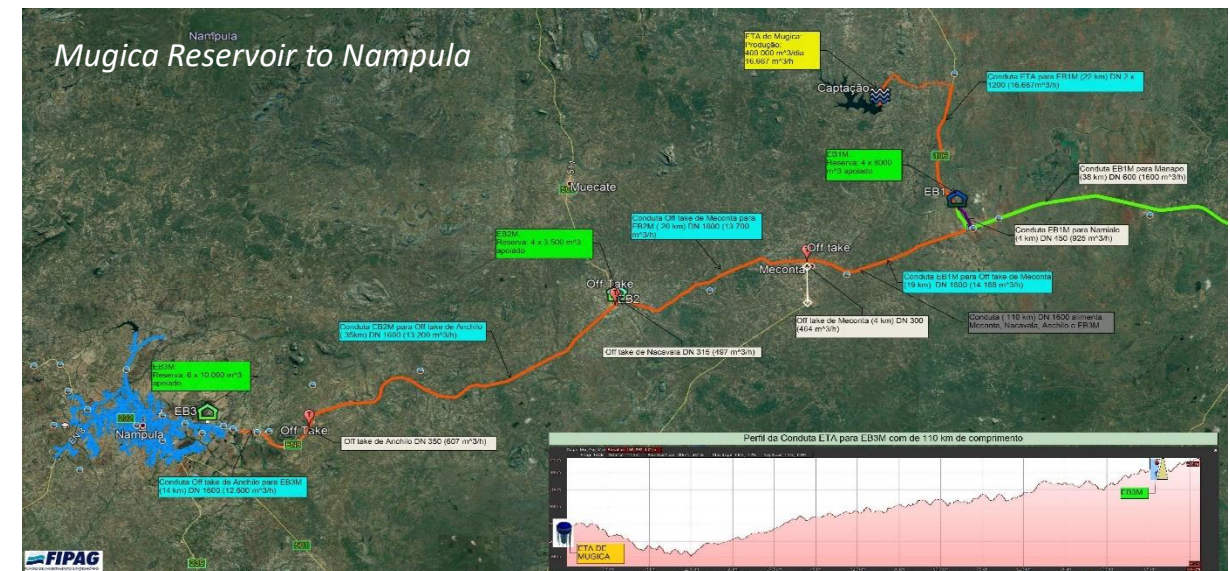 Nampula
Mugica Reservoir to Nampula
ETA de Mugica:
Produção:
400 000 m^3/dia
16.667 m^3/h
Captação
Conduta ETA para EB1M (22 km) DN 2 x
1200 (16.667m^3/h)
EB1M:
Reserva: 4 x 6000
m^3 apoiado
EB1
Conduta EB1M para Monapo
(38 km) DN 600 (1600 m^3/h)
Conduta EB1M para Namialo
(4 km) DN 450 (925 m^3/h)
Muecate
Conduta Off take de Meconta para
EB2M ( 20 km) DN 1600 (13.700
m^3/h)
EB2M:
Reserva: 4 x 3.500 m^3
apoiado
Off take
Meconta
Off Take
EB2
Conduta EB1M para Off take de Meconta
(19 km) DN 1600 (14.168 m^3/h)
Off take de Meconta (4 km) DN 300
(464 m^3/h)
Conduta ( 110 km) DN 1600 alimenta
Meconta, Nacavala, Anchilo e EB3M
Conduta EB2M para Off take de Anchilo
( 35km) DN 1600 (13.200 m^3/h)
Off take de Nacavala DN 315 (497 m^3/h)
EB3M:
Reserva: 6 x 10.000 m^3
apoiado
EB3
Nampula
Off Take
Off take de Anchilo DN 350 (607 m^3/h)
Conduta Off take de Anchilo para EB3M
(14 km) DN 1600 (12.600 m^3/h)
Perfil da Conduta ETA para EB3M com de 110 km de comprimento
EB3M
ETA DE
MUGICA
FIPAG